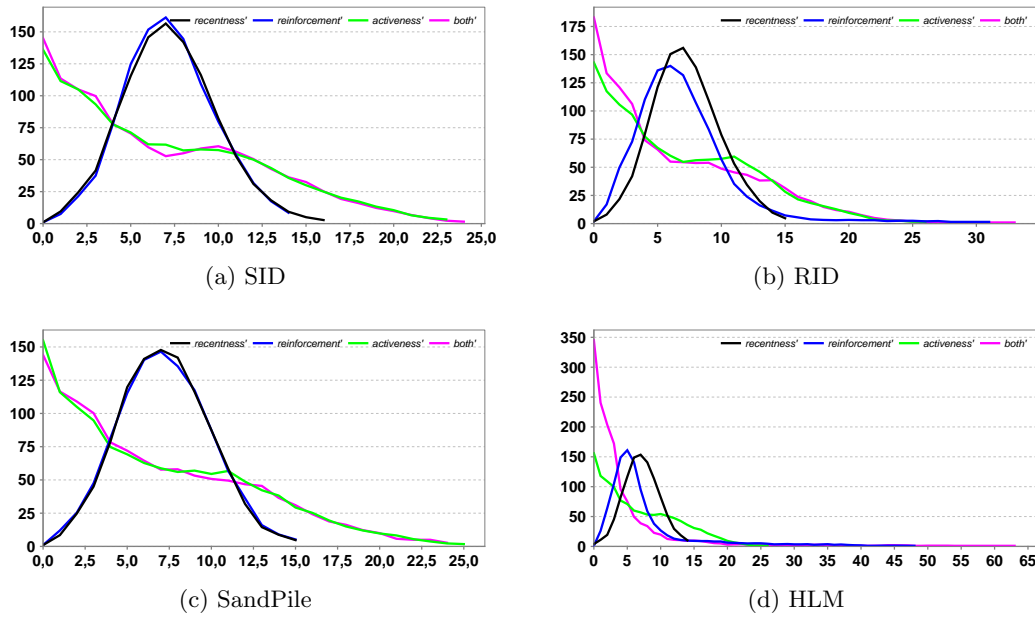 recentness' reinforcement' activeness' both'
150
125
100
75
50
25
0
0,0 2,5 5,0 7,5 10,0 12,5 15,0 17,5 20,0 22,5 25,0
(a) SID
recentness' reinforcement' activeness' both'
175
150
125
100
75
50
25
0
0 5 10 15 20 25 30
(b) RID
recentness' reinforcement' activeness' both'
150
125
100
75
50
25
0
0,0 2,5 5,0 7,5 10,0 12,5 15,0 17,5 20,0 22,5 25,0
(c) SandPile
recentness' reinforcement' activeness' both'
350
300
250
200
150
100
50
0
0 5 10 15 20 25 30 35 40 45 50 55 60 65
(d) HLM